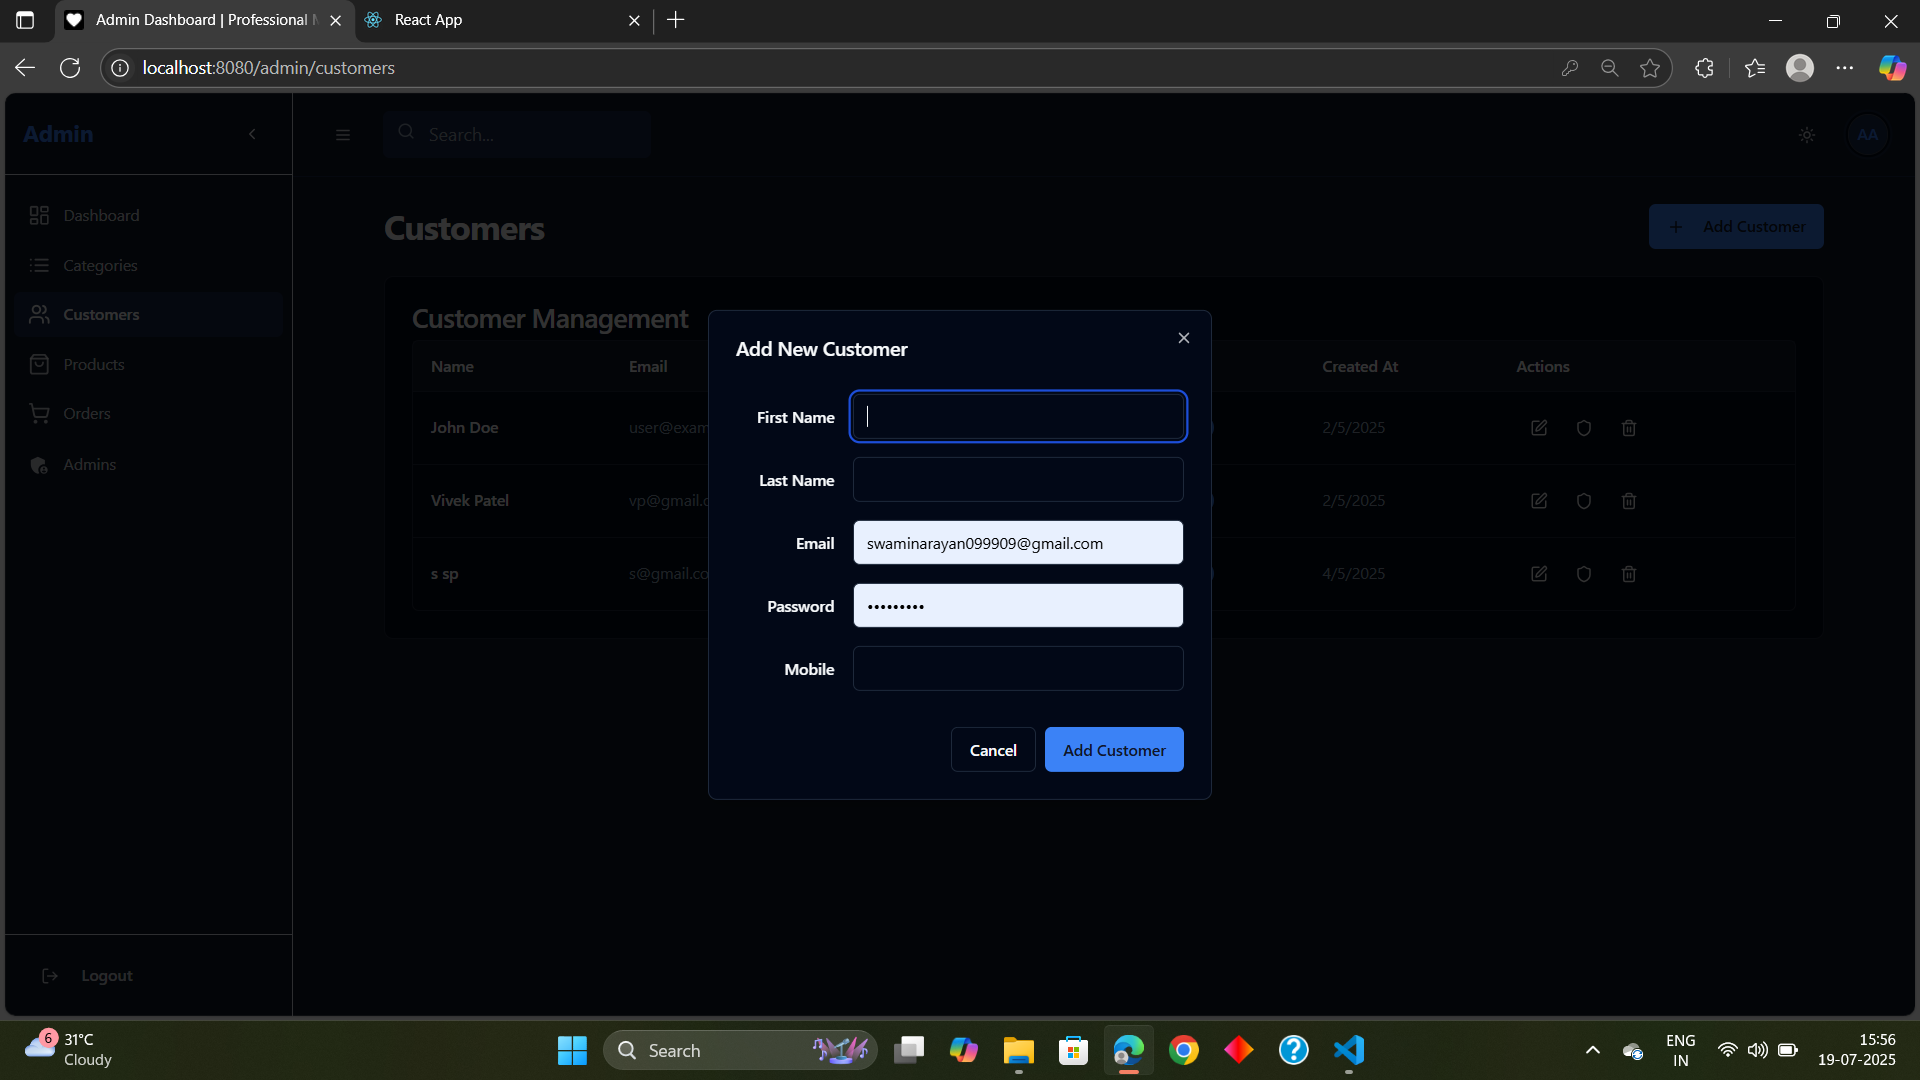 Admin Dashboard | Professional
React App
localhost:8080/admin/customers
Admin
Search...
AA
Dashboard
Categories
Customers
Products
Orders
Admins
Logout
Customers
Add Customer
Customer Management
Name Email Created At Actions
John Doe user@exam 2/5/2025
Vivek Patel vp@gmail.c 2/5/2025
s sp s@gmail.co 4/5/2025
Add New Customer
First Name
Last Name
Email swaminarayan099909@gmail.com
Password •••••••••
Mobile
Cancel Add Customer
6
31°C
Cloudy
Search
ENG
IN
15:56
19-07-2025